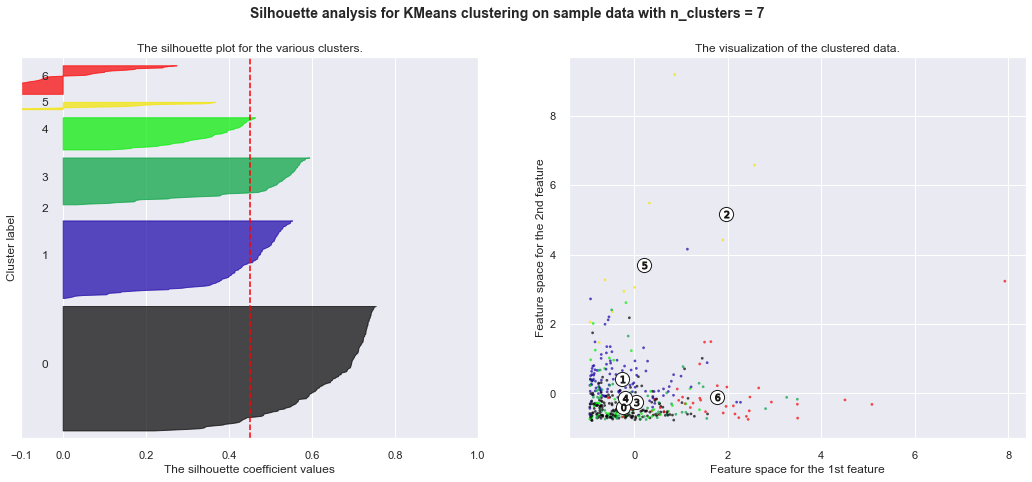 Silhouette analysis for KMeans clustering on sample data with n_clusters = 7
The silhouette plot for the various clusters.
Cluster label
6
5
4
3
2
1
0
−0.1 0.0 0.2 0.4 0.6 0.8 1.0
The silhouette coefficient values
The visualization of the clustered data.
Feature space for the 2nd feature
8
6
4
2
0
2
5
1
4
3
0
6
0 2 4 6 8
Feature space for the 1st feature